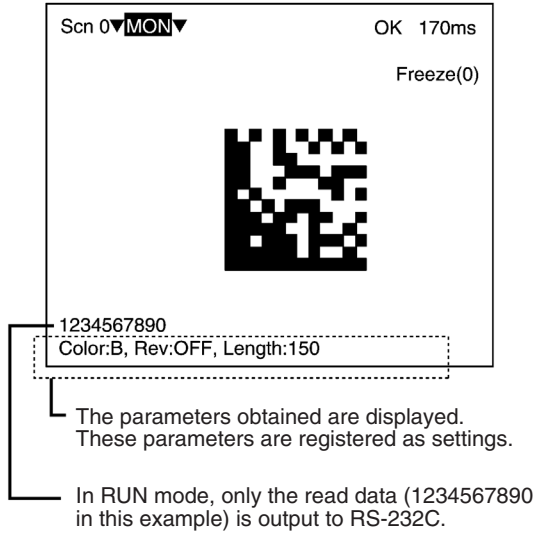 Scn 0▼MON▼ OK 170ms
Freeze(0)
1234567890
Color:B, Rev:OFF, Length:150
The parameters obtained are displayed.
These parameters are registered as settings.
In RUN mode, only the read data (1234567890
in this example) is output to RS-232C.